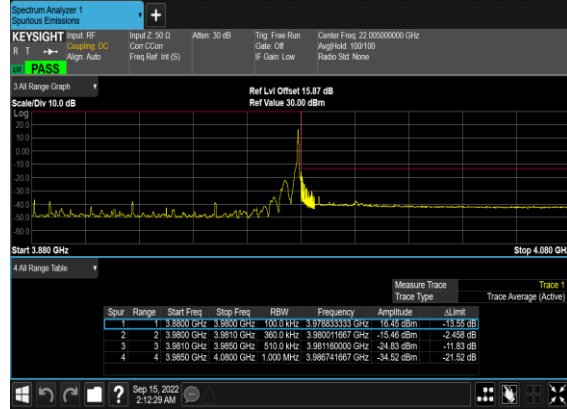 Spectrum Analyzer 1
Spurious Emissions
KEYSIGHT Input: RF Input Z: 50 Ω Atten: 30 dB Trig: Free Run Center Freq: 22.005000000 GHz
R T Coupling: DC Corr CCorr Gate: Off Avg|Hold: 100/100
Align: Auto Freq Ref: Int (S) IF Gain: Low Radio Std: None
PASS
3 All Range Graph
Ref Lvl Offset 15.87 dB
Scale/Div 10.0 dB Ref Value 30.00 dBm
Log
20.0
10.0
0.00
-10.0
-20.0
-30.0
-40.0
-50.0
-60.0
Start 3.880 GHz Stop 4.080 GH
4 All Range Table
Measure Trace Trace 1
Trace Type Trace Average (Active)
Spur Range Start Freq Stop Freq RBW Frequency Amplitude ΔLimit
1 1 3.8800 GHz 3.9800 GHz 100.0 kHz 3.978833333 GHz 16.45 dBm -13.55 dB
2 2 3.9800 GHz 3.9810 GHz 360.0 kHz 3.980011667 GHz -15.46 dBm -2.458 dB
3 3 3.9810 GHz 3.9850 GHz 510.0 kHz 3.981160000 GHz -24.83 dBm -11.83 dB
4 4 3.9850 GHz 4.0800 GHz 1.000 MHz 3.986741667 GHz -34.52 dBm -21.52 dB
?
Sep 15, 2022
2:12:29 AM